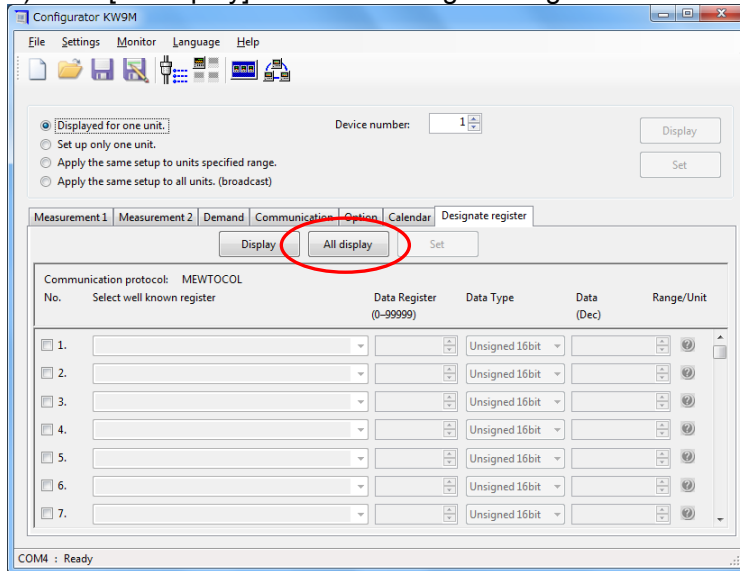 Configurator KW9M
File Settings Monitor Language Help
Displayed for one unit. Device number: 1 Display
Set up only one unit.
Apply the same setup to units specified range. Set
Apply the same setup to all units. (broadcast)
Measurement 1 Measurement 2 Demand Communication Option Calendar Designate register
Display All display Set
Communication protocol: MEWTOCOL
No. Select well known register Data Register Data Type Data Range/Unit
(0–99999) (Dec)
1. Unsigned 16bit
2. Unsigned 16bit
3. Unsigned 16bit
4. Unsigned 16bit
5. Unsigned 16bit
6. Unsigned 16bit
7. Unsigned 16bit
COM4 : Ready